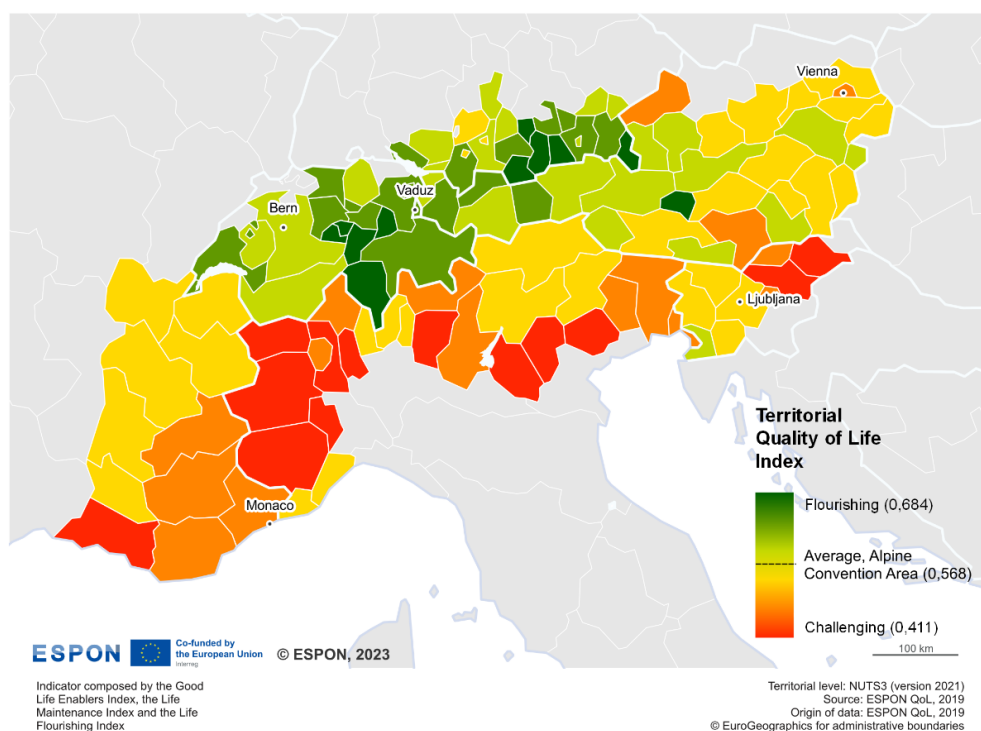 Vienna
Vaduz
Bern
Ljubljana
Monaco
Territorial
Quality of Life
Index
Flourishing (0,684)
Average, Alpine
Convention Area (0,568)
Challenging (0,411)
100 km
ESPON
Co-funded by
the European Union
Interreg
© ESPON, 2023
Indicator composed by the Good
Life Enablers Index, the Life
Maintenance Index and the Life
Flourishing Index
Territorial level: NUTS3 (version 2021)
Source: ESPON QoL, 2019
Origin of data: ESPON QoL, 2019
© EuroGeographics for administrative boundaries